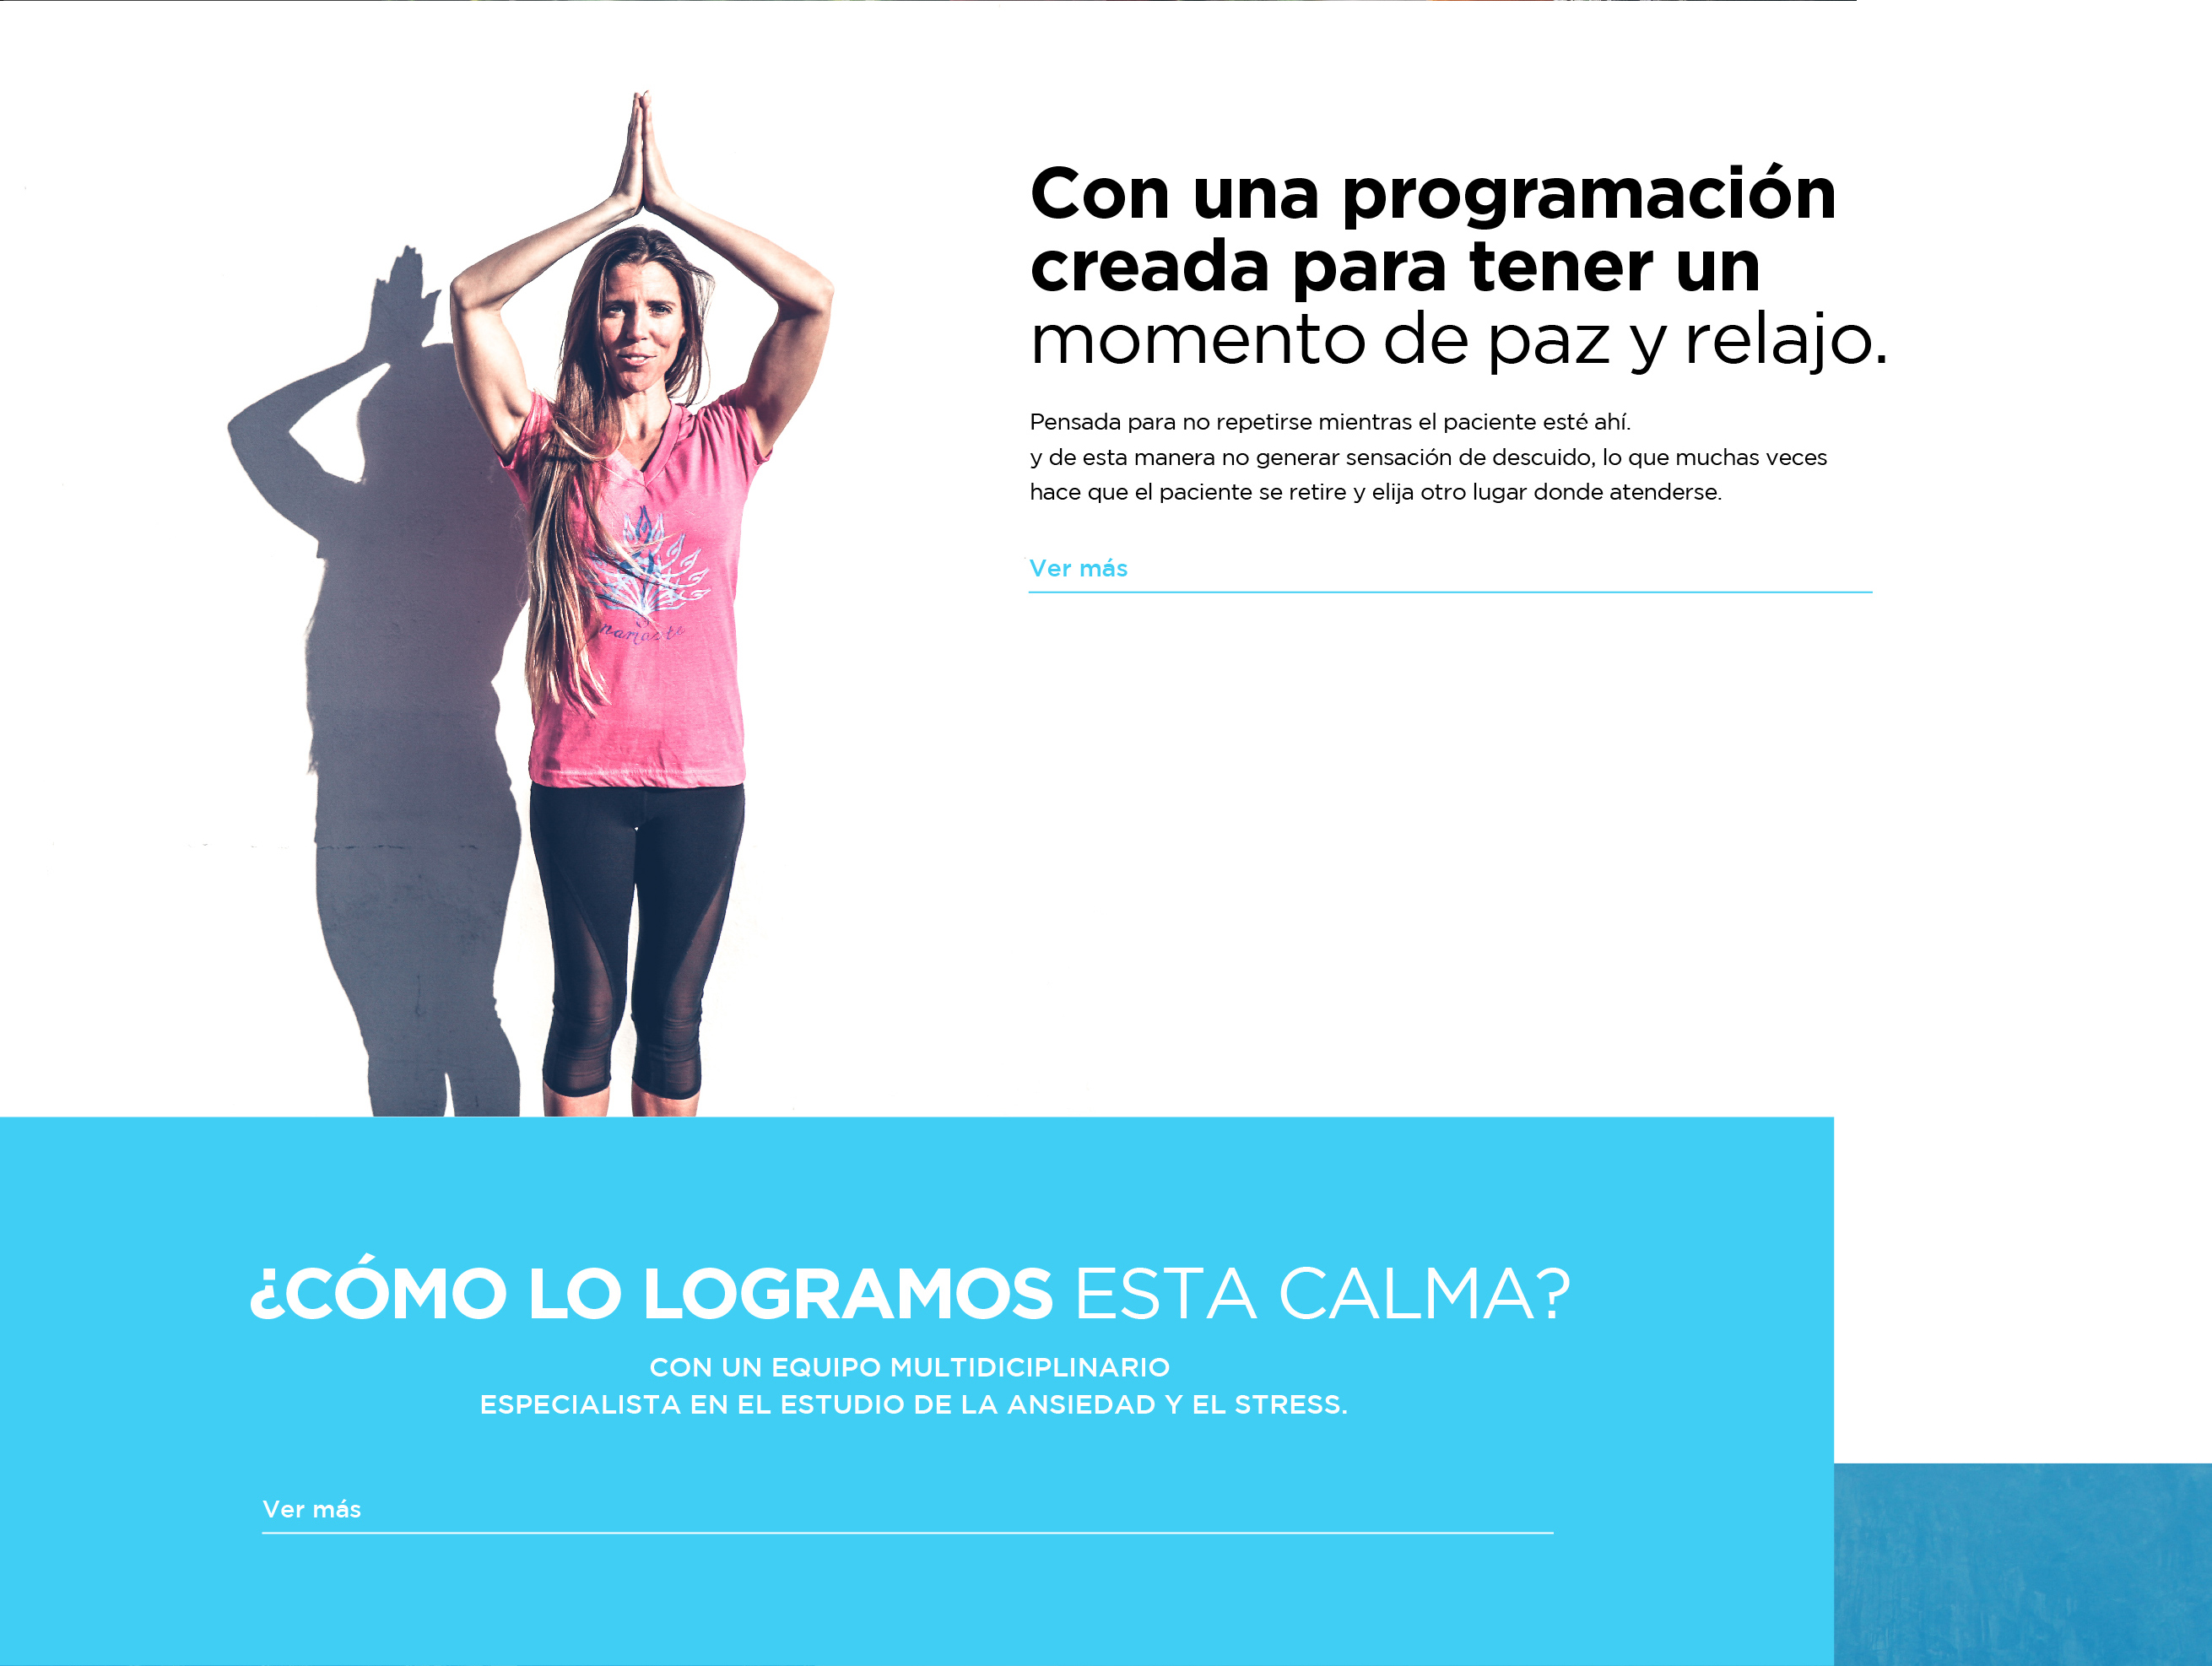 Con una programación
creada para tener un
momento de paz y relajo.
Pensada para no repetirse mientras el paciente esté ahí.
y de esta manera no generar sensación de descuido, lo que muchas veces
hace que el paciente se retire y elija otro lugar donde atenderse.
Ver más
namaste
¿CÓMO LO LOGRAMOS ESTA CALMA?
CON UN EQUIPO MULTIDICIPLINARIO
ESPECIALISTA EN EL ESTUDIO DE LA ANSIEDAD Y EL STRESS.
Ver más